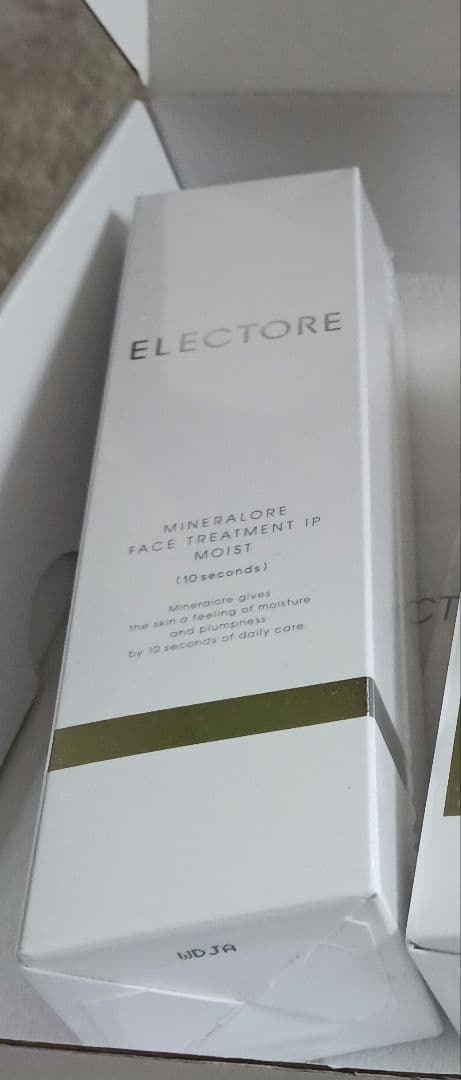 ELECTORE
MINERALORE
FACE TREATMENT IP
MOIST
(10 seconds)
Mineralore gives
the skin a feeling of moisture
and plumpness
by 10 seconds of daily care.
WDJA
CT